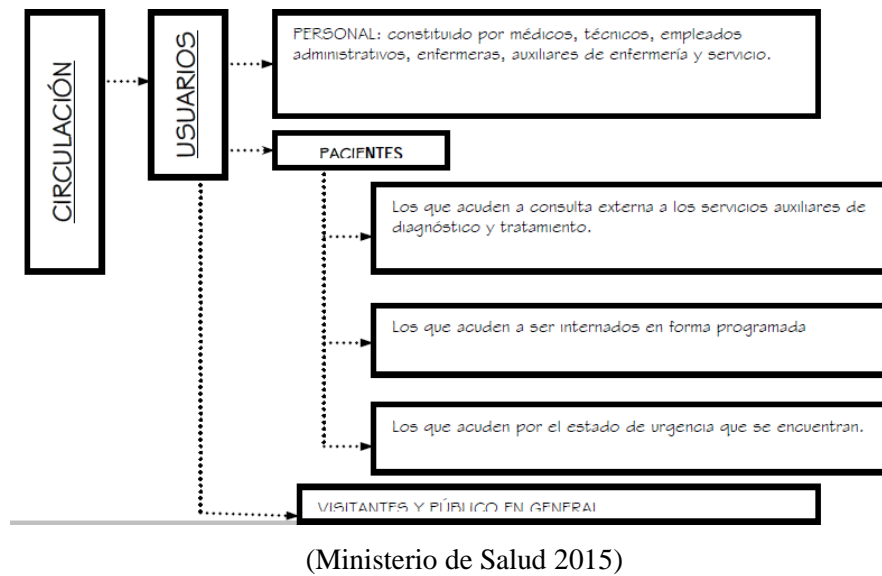 CIRCULACIÓN
USUARIOS
PERSONAL: constituido por médicos, técnicos, empleados
administrativos, enfermeras, auxiliares de enfermería y servicio.
PACIENTES
Los que acuden a consulta externa a los servicios auxiliares de
diagnóstico y tratamiento.
Los que acuden a ser internados en forma programada
Los que acuden por el estado de urgencia que se encuentran.
VISITANTES Y PÚBLICO EN GENERAL
(Ministerio de Salud 2015)